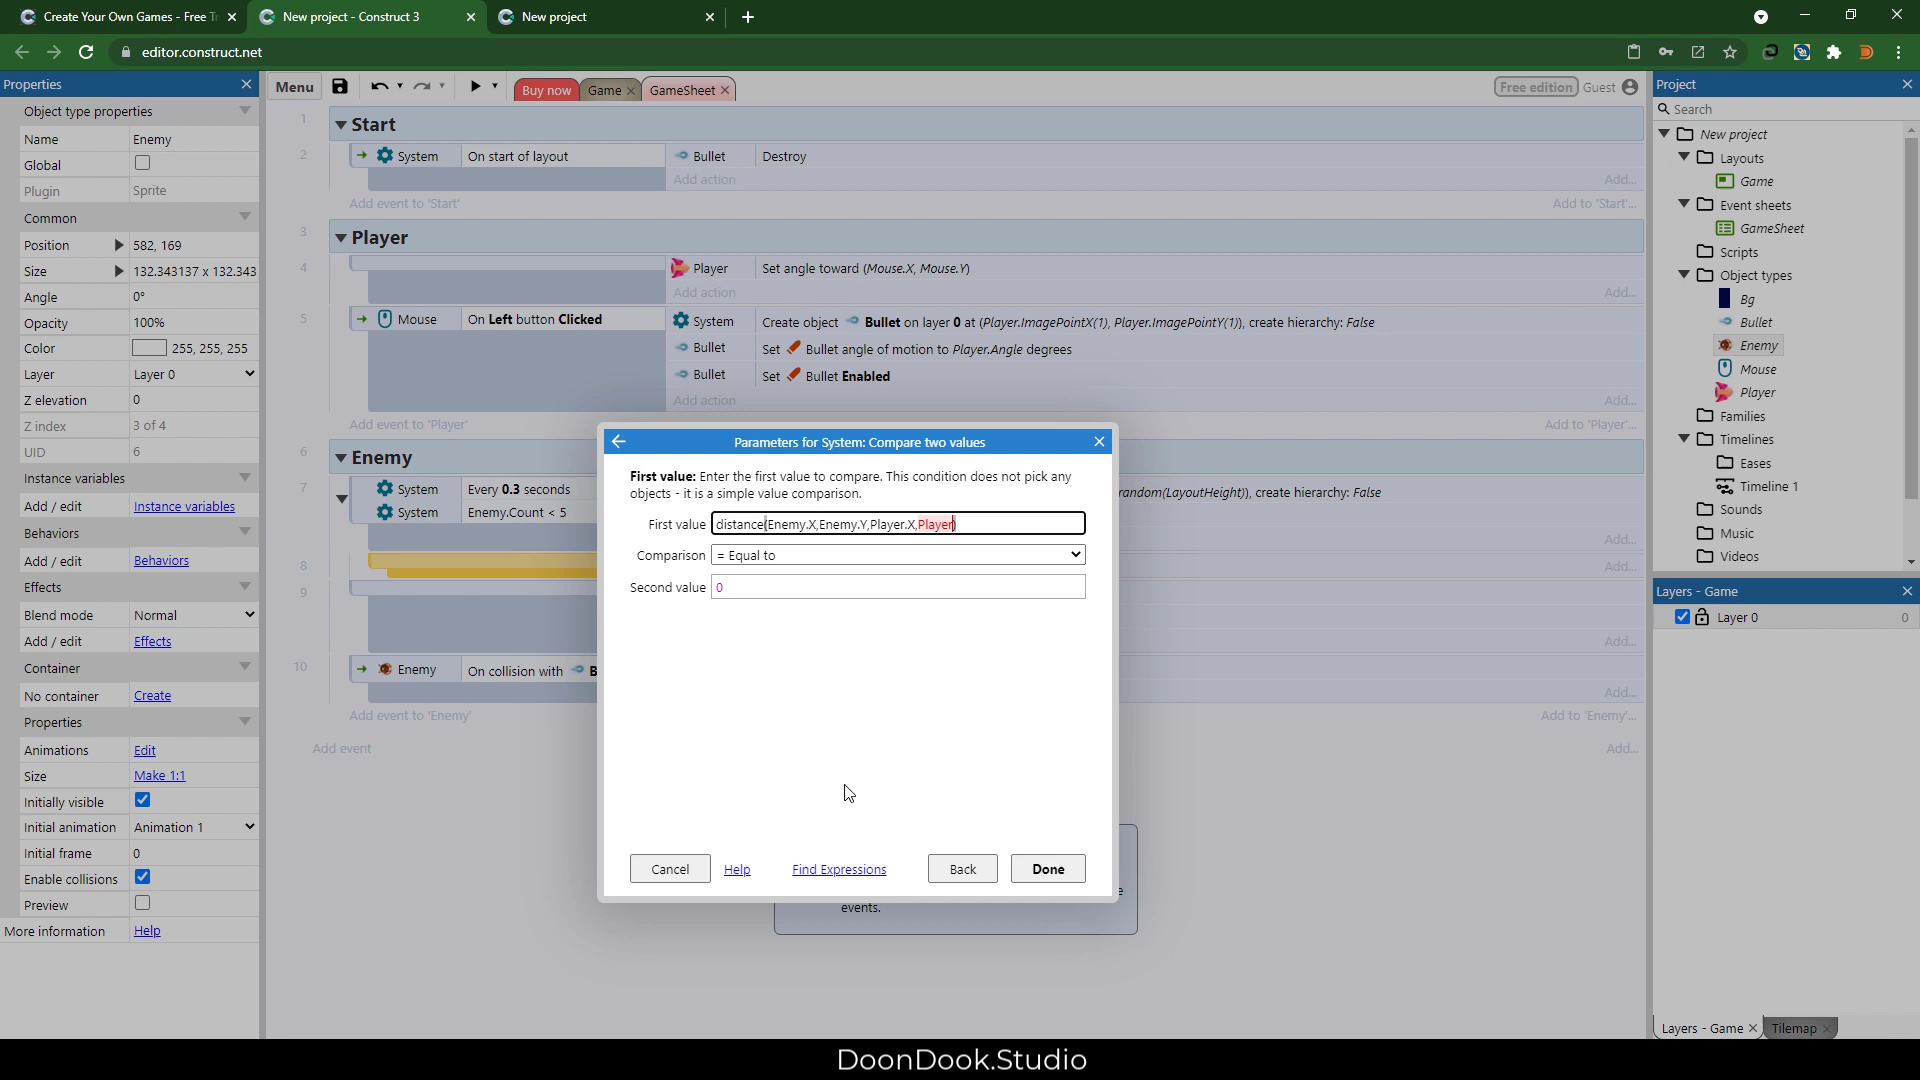 Create Your Own Games - Free Tr
New project - Construct 3
New project
editor.construct.net
Properties
Object type properties
Name Enemy
Global
Plugin Sprite
Common
Position 582, 169
Size 132.343137 x 132.343
Angle 0°
Opacity 100%
Color 255, 255, 255
Layer Layer 0
Z elevation 0
Z index 3 of 4
UID 6
Instance variables
Add / edit Instance variables
Behaviors
Add / edit Behaviors
Effects
Blend mode Normal
Add / edit Effects
Container
No container Create
Properties
Animations Edit
Size Make 1:1
Initially visible
Initial animation Animation 1
Initial frame 0
Enable collisions
Preview
More information Help
Menu
Buy now
Game
GameSheet
Free edition Guest
1 Start
2 System On start of layout Bullet Destroy
Add action Add...
Add event to 'Start' Add to 'Start'...
3 Player
4 Player Set angle toward (Mouse.X, Mouse.Y)
Add action Add...
5 Mouse On Left button Clicked System Create object Bullet on layer 0 at (Player.ImagePointX(1), Player.ImagePointY(1)), create hierarchy: False
Bullet Set Bullet angle of motion to Player.Angle degrees
Bullet Set Bullet Enabled
Add action Add...
Add event to 'Player' Add to 'Player'...
6 Enemy
7 System Every 0.3 seconds random(LayoutHeight)), create hierarchy: False
System Enemy.Count < 5
Add...
8 Add...
9
Add...
10 Enemy On collision with B
Add...
Add event to 'Enemy' Add to 'Enemy'...
Add event Add...
Parameters for System: Compare two values
First value: Enter the first value to compare. This condition does not pick any
objects - it is a simple value comparison.
First value distance(Enemy.X,Enemy.Y,Player.X,Player)
Comparison = Equal to
Second value 0
Cancel Help Find Expressions Back Done
e
events.
Project
Search
New project
Layouts
Game
Event sheets
GameSheet
Scripts
Object types
Bg
Bullet
Enemy
Mouse
Player
Families
Timelines
Eases
Timeline 1
Sounds
Music
Videos
Layers - Game
Layer 0 0
Layers - Game Tilemap
DoonDook.Studio